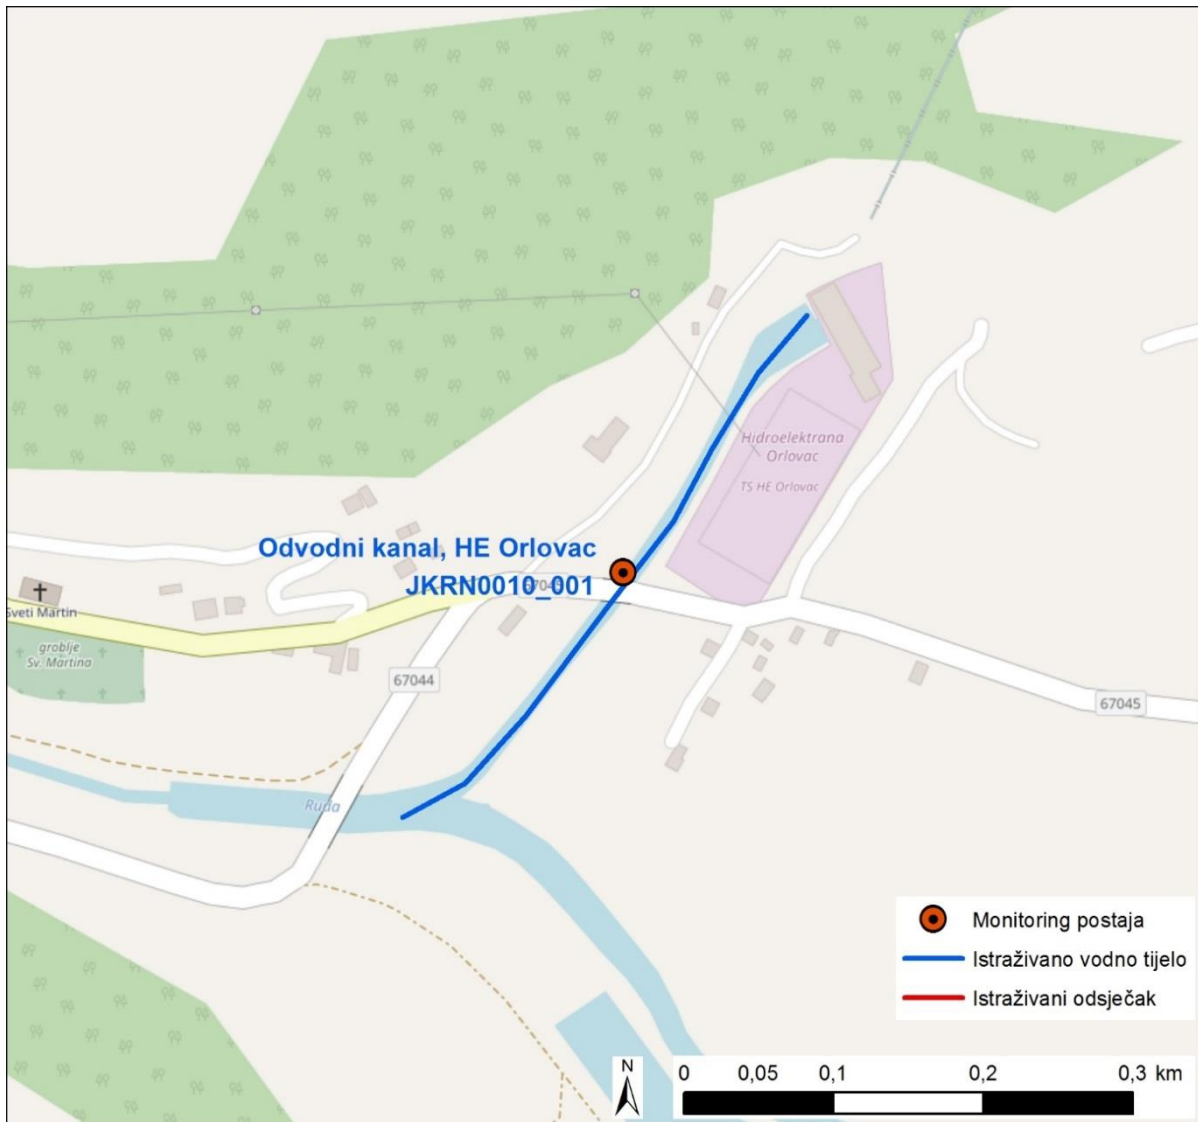 Hidroelektrana
Orlovac
TS HE Orlovac
Odvodni kanal, HE Orlovac
JKRN0010_001
67045
Sveti Martin
groblje
Sv. Martina
67044
67045
Ruda
Monitoring postaja
Istraživano vodno tijelo
Istraživani odsječak
N
0 0,05 0,1 0,2 0,3 km